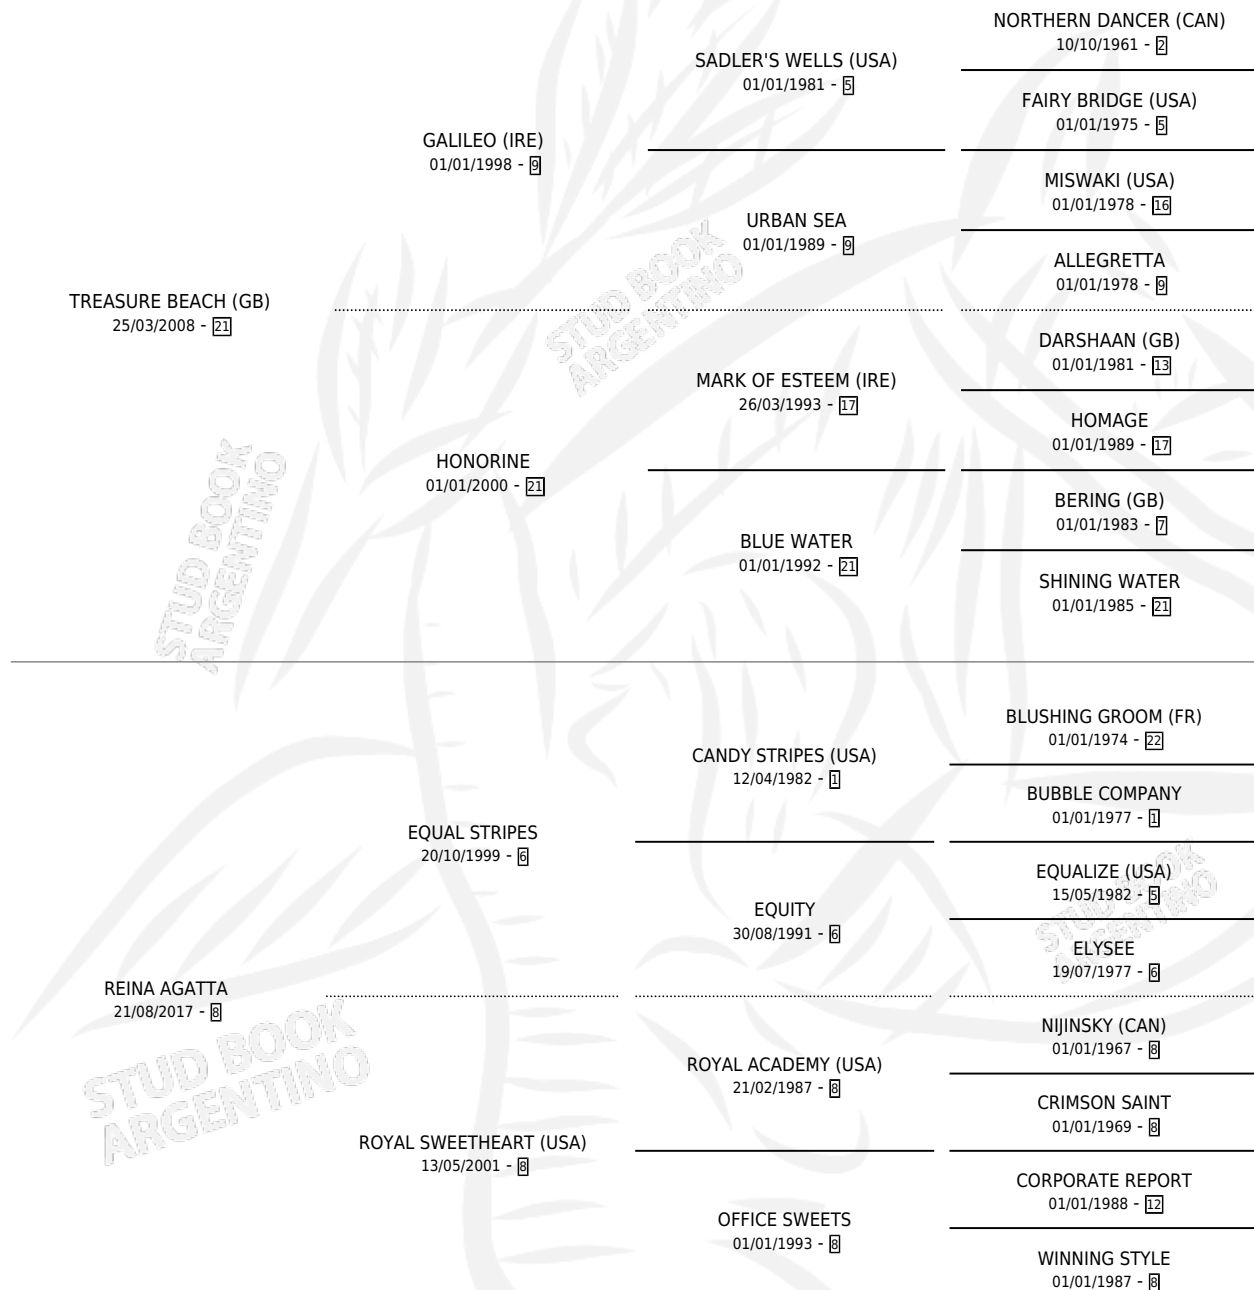 NORTHERN DANCER (CAN)
10/10/1961 - 2
SADLER'S WELLS (USA)
01/01/1981 - 5
FAIRY BRIDGE (USA)
01/01/1975 - 5
GALILEO (IRE)
01/01/1998 - 9
MISWAKI (USA)
01/01/1978 - 16
URBAN SEA
01/01/1989 - 9
ALLEGRETTA
01/01/1978 - 9
TREASURE BEACH (GB)
25/03/2008 - 21
DARSHAAN (GB)
01/01/1981 - 13
MARK OF ESTEEM (IRE)
26/03/1993 - 17
HOMAGE
01/01/1989 - 17
HONORINE
01/01/2000 - 21
BERING (GB)
01/01/1983 - 7
BLUE WATER
01/01/1992 - 21
SHINING WATER
01/01/1985 - 21
BLUSHING GROOM (FR)
01/01/1974 - 22
CANDY STRIPES (USA)
12/04/1982 - 1
BUBBLE COMPANY
01/01/1977 - 1
EQUAL STRIPES
20/10/1999 - 6
EQUALIZE (USA)
15/05/1982 - 5
EQUITY
30/08/1991 - 6
ELYSEE
19/07/1977 - 6
REINA AGATTA
21/08/2017 - 8
NIJINSKY (CAN)
01/01/1967 - 8
ROYAL ACADEMY (USA)
21/02/1987 - 8
CRIMSON SAINT
01/01/1969 - 8
ROYAL SWEETHEART (USA)
13/05/2001 - 8
CORPORATE REPORT
01/01/1988 - 12
OFFICE SWEETS
01/01/1993 - 8
WINNING STYLE
01/01/1987 - 8
STUD BOOK
ARGENTINO
STUD BOOK
ARGENTINO
STUD BOOK
ARGENTINO
STUD BOOK
ARGENTINO